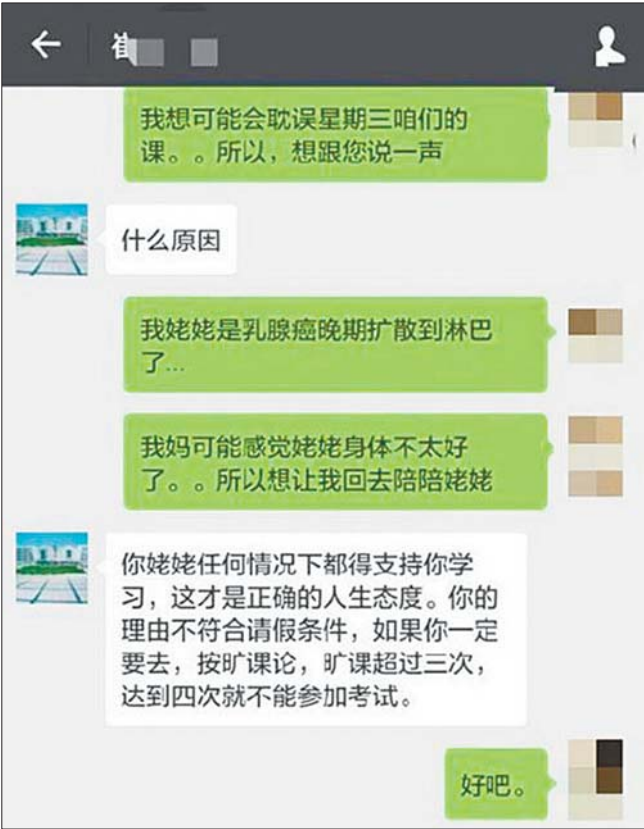 崔
我想可能会耽误星期三咱们的
课。。所以，想跟您说一声
什么原因
我姥姥是乳腺癌晚期扩散到淋巴
了...
我妈可能感觉姥姥身体不太好
了。。所以想让我回去陪陪姥姥
你姥姥任何情况下都得支持你学
习，这才是正确的人生态度。你的
理由不符合请假条件，如果你一定
要去，按旷课论，旷课超过三次，
达到四次就不能参加考试。
好吧。